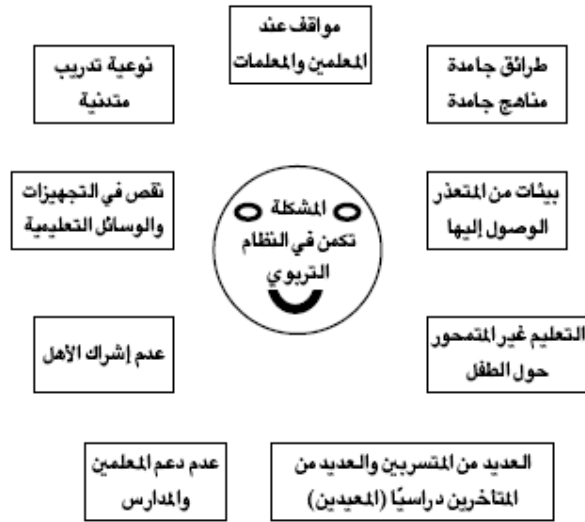 مواقف عند
المعلمين والمعلمات
طرائق جامدة
مناهج جامدة
نوعية تدريب
متدنية
بيئات من المتعذر
الوصول إليها
المشكلة
تكمن في النظام
التربوي
نقص في التجهيزات
والوسائل التعليمية
التعليم غير المتمحور
حول الطفل
عدم إشراك الأهل
العديد من المتسربين والعديد من
المتأخرين دراسيًا (المعيدين)
عدم دعم المعلمين
والمدارس